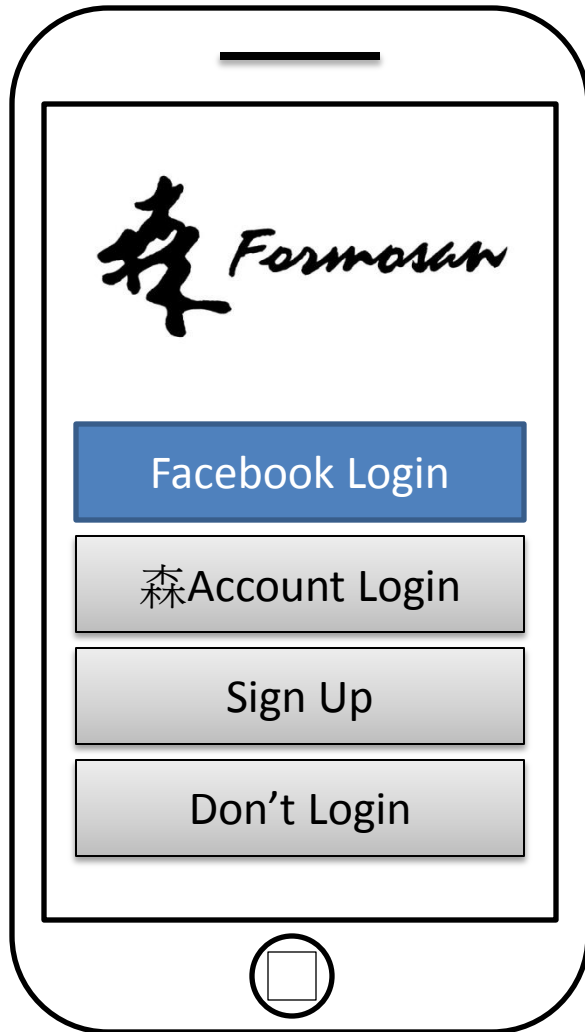 森 Formosan
Facebook Login
森Account Login
Sign Up
Don’t Login